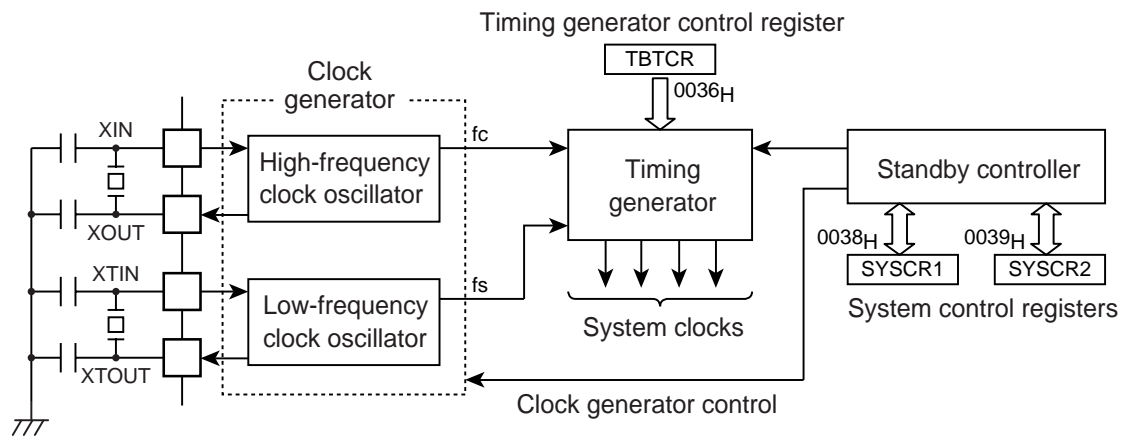 Timing generator control register
TBTCR
0036H
Clock
generator
XIN
XOUT
XTIN
XTOUT
High-frequency
clock oscillator
Low-frequency
clock oscillator
fc
fs
Timing
generator
System clocks
Standby controller
0038H
0039H
SYSCR1
SYSCR2
System control registers
Clock generator control